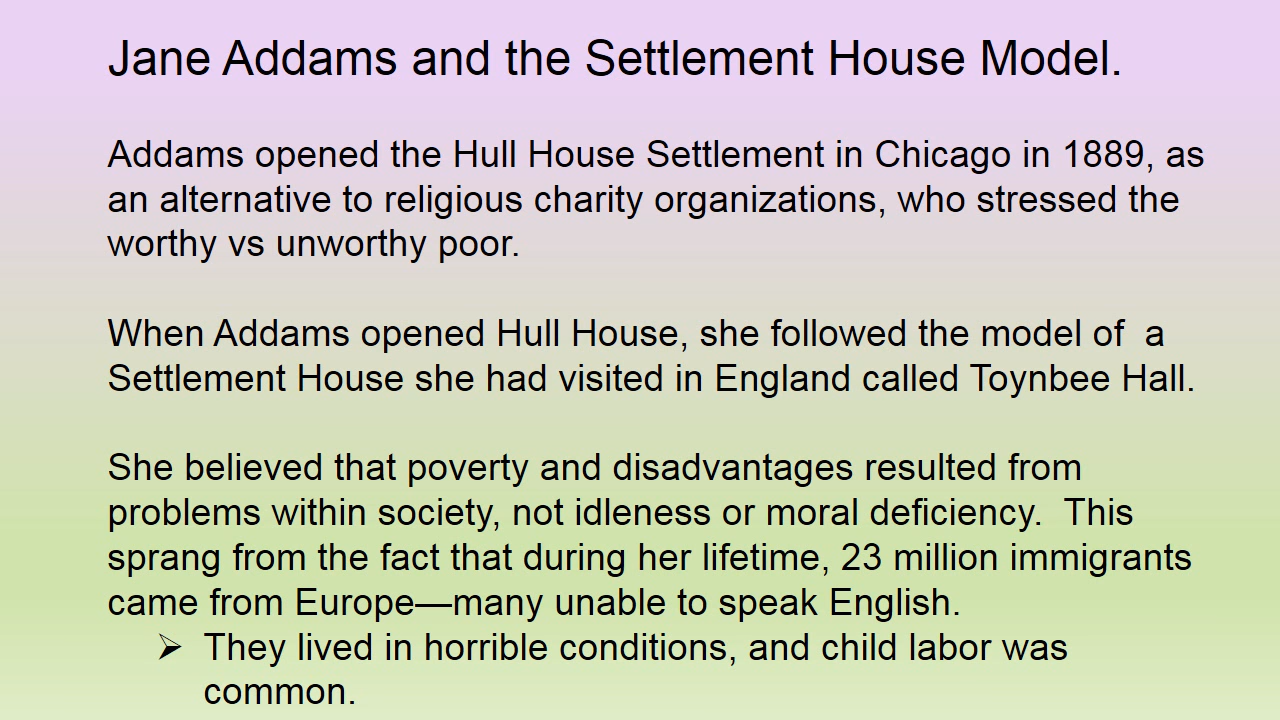 Jane Addams and the Settlement House Model.
Addams opened the Hull House Settlement in Chicago in 1889, as
an alternative to religious charity organizations, who stressed the
worthy vs unworthy poor.
When Addams opened Hull House, she followed the model of  a
Settlement House she had visited in England called Toynbee Hall.
She believed that poverty and disadvantages resulted from
problems within society, not idleness or moral deficiency.  This
sprang from the fact that during her lifetime, 23 million immigrants
came from Europe—many unable to speak English.
➢ They lived in horrible conditions, and child labor was
common.